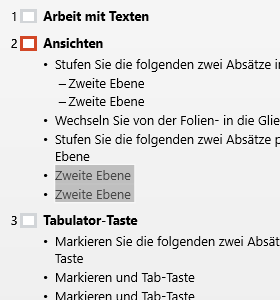 1 Arbeit mit Texten
2 Ansichten
• Stufen Sie die folgenden zwei Absätze i
– Zweite Ebene
– Zweite Ebene
• Wechseln Sie von der Folien- in die Glie
• Stufen Sie die folgenden zwei Absätze p
Ebene
• Zweite Ebene
• Zweite Ebene
3 Tabulator-Taste
• Markieren Sie die folgenden zwei Absät
Taste
• Markieren und Tab-Taste
• Markieren und Tab-Taste